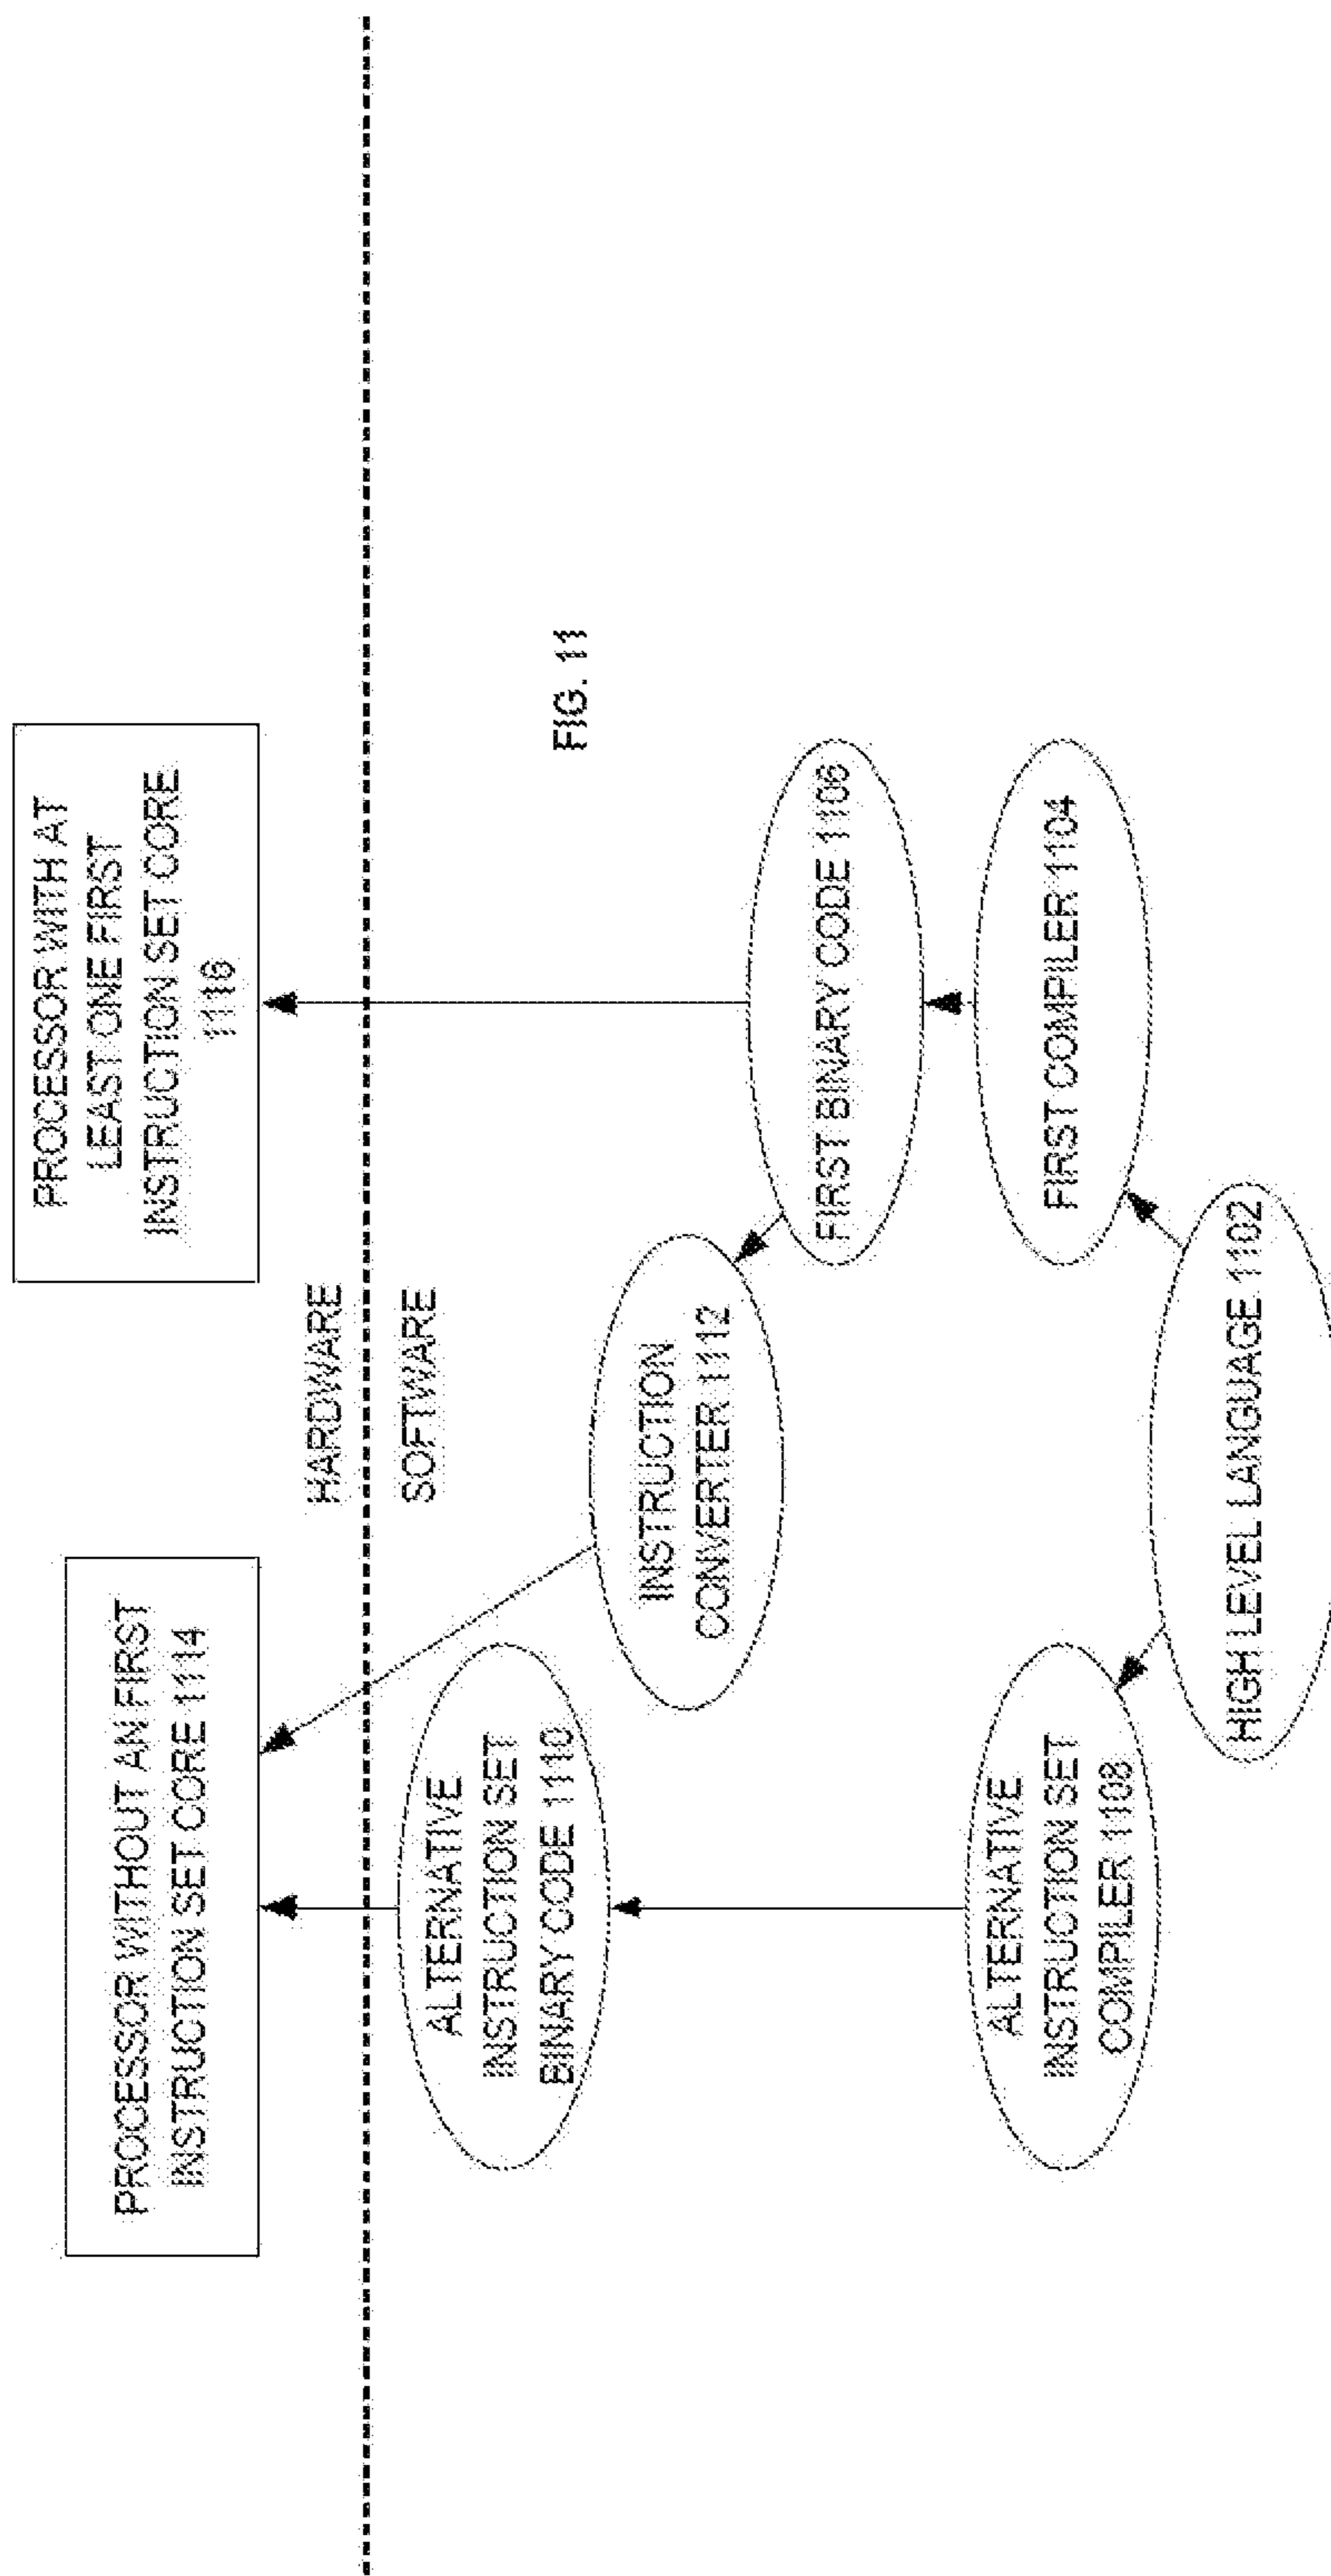 PROCESSOR WITHOUT AN FIRST
INSTRUCTION SET CORE 1114
PROCESSOR WITH AT
LEAST ONE FIRST
INSTRUCTION SET CORE
1116
HARDWARE
SOFTWARE
ALTERNATIVE
INSTRUCTION SET
BINARY CODE 1110
INSTRUCTION
CONVERTER 1112
FIG. 11
FIRST BINARY CODE 1106
ALTERNATIVE
INSTRUCTION SET
COMPILER 1108
FIRST COMPILER 1104
HIGH LEVEL LANGUAGE 1102